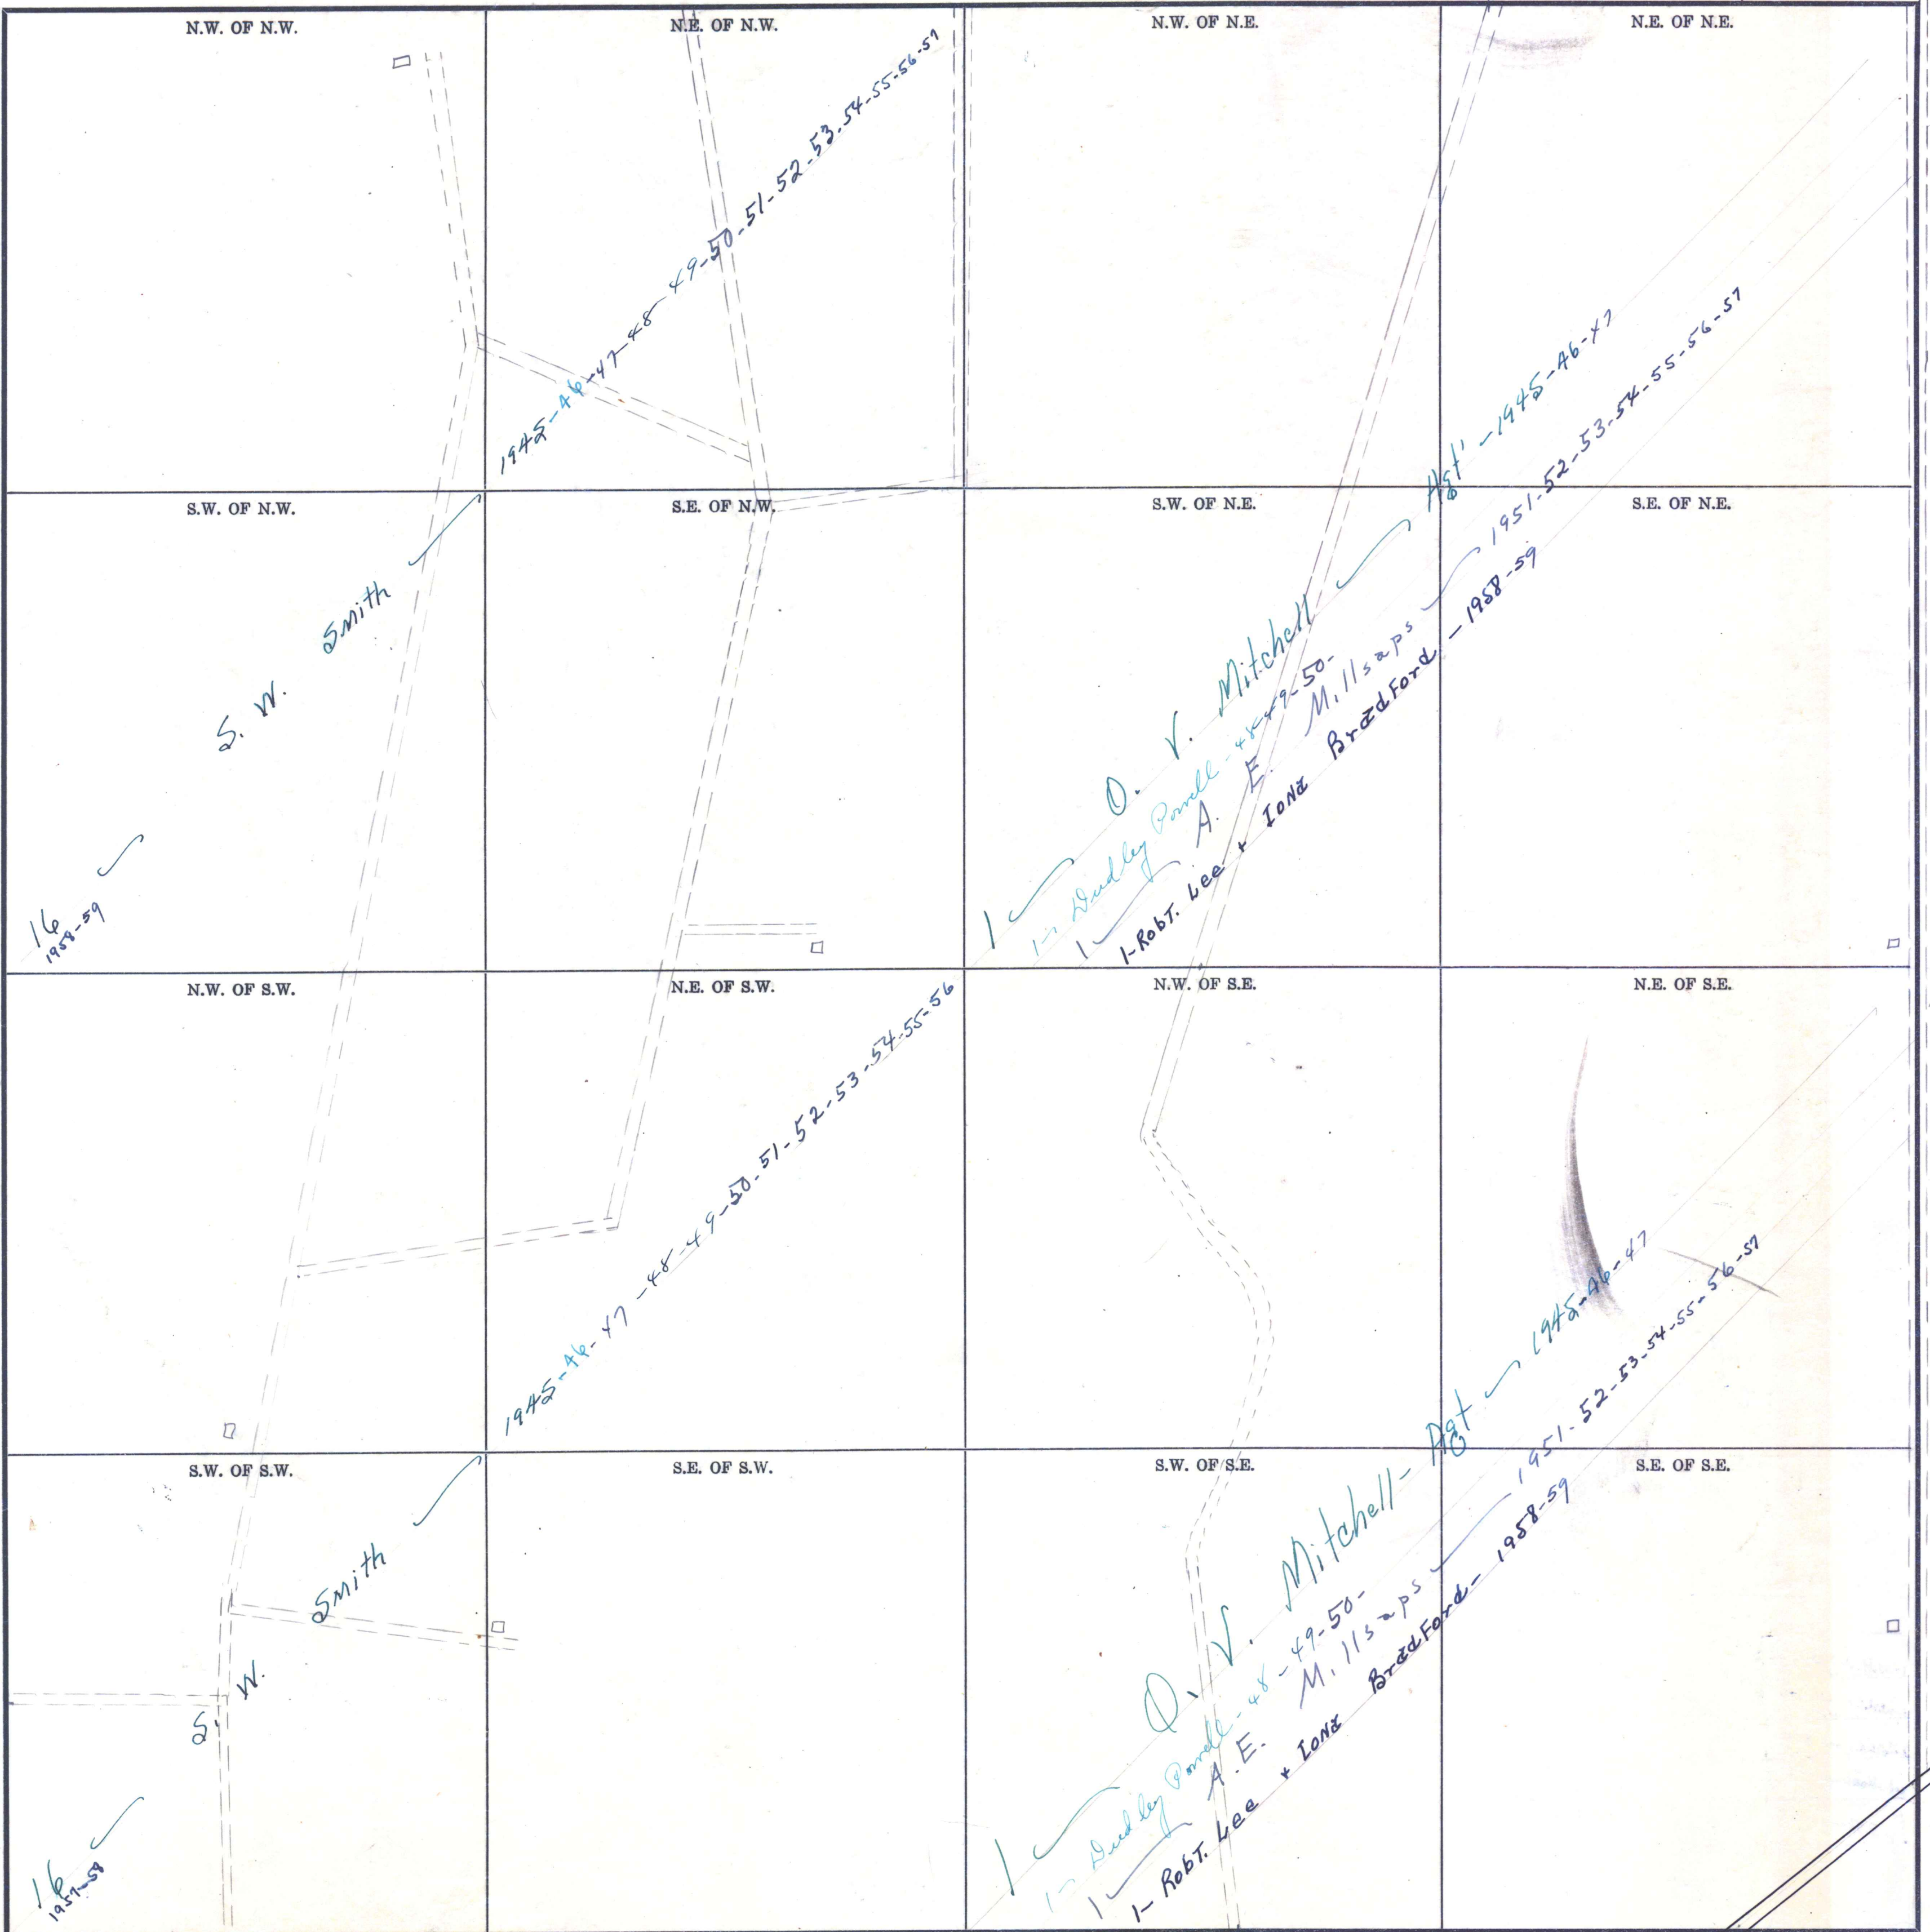 N.W. OF N.W.
N.E. OF N.W.
N.W. OF N.E.
N.E. OF N.E.
S.W. OF N.W.
S.E. OF N.W.
S.W. OF N.E.
S.E. OF N.E.
16 S. W. Smith 1945-46-47-48-49-50-51-52-53-54-55-56-57
1958-59
1 O. V. Mitchell Agt - 1945-46-47
1- Dudley Powell - 48-49-50-
1 A. E. Millsaps 1951-52-53-54-55-56-57
1-Robt. Lee + Iona Bradford - 1958-59
N.W. OF S.W.
N.E. OF S.W.
N.W. OF S.E.
N.E. OF S.E.
S.W. OF S.W.
S.E. OF S.W.
S.W. OF S.E.
S.E. OF S.E.
16 S. W. Smith 1945-46-47-48-49-50-51-52-53-54-55-56
1957-58
1 O. V. Mitchell - Agt - 1945-46-47
1- Dudley Powell - 48-49-50-
1 A. E. Millsaps 1951-52-53-54-55-56-57
1- Robt. Lee + Iona Bradford - 1958-59